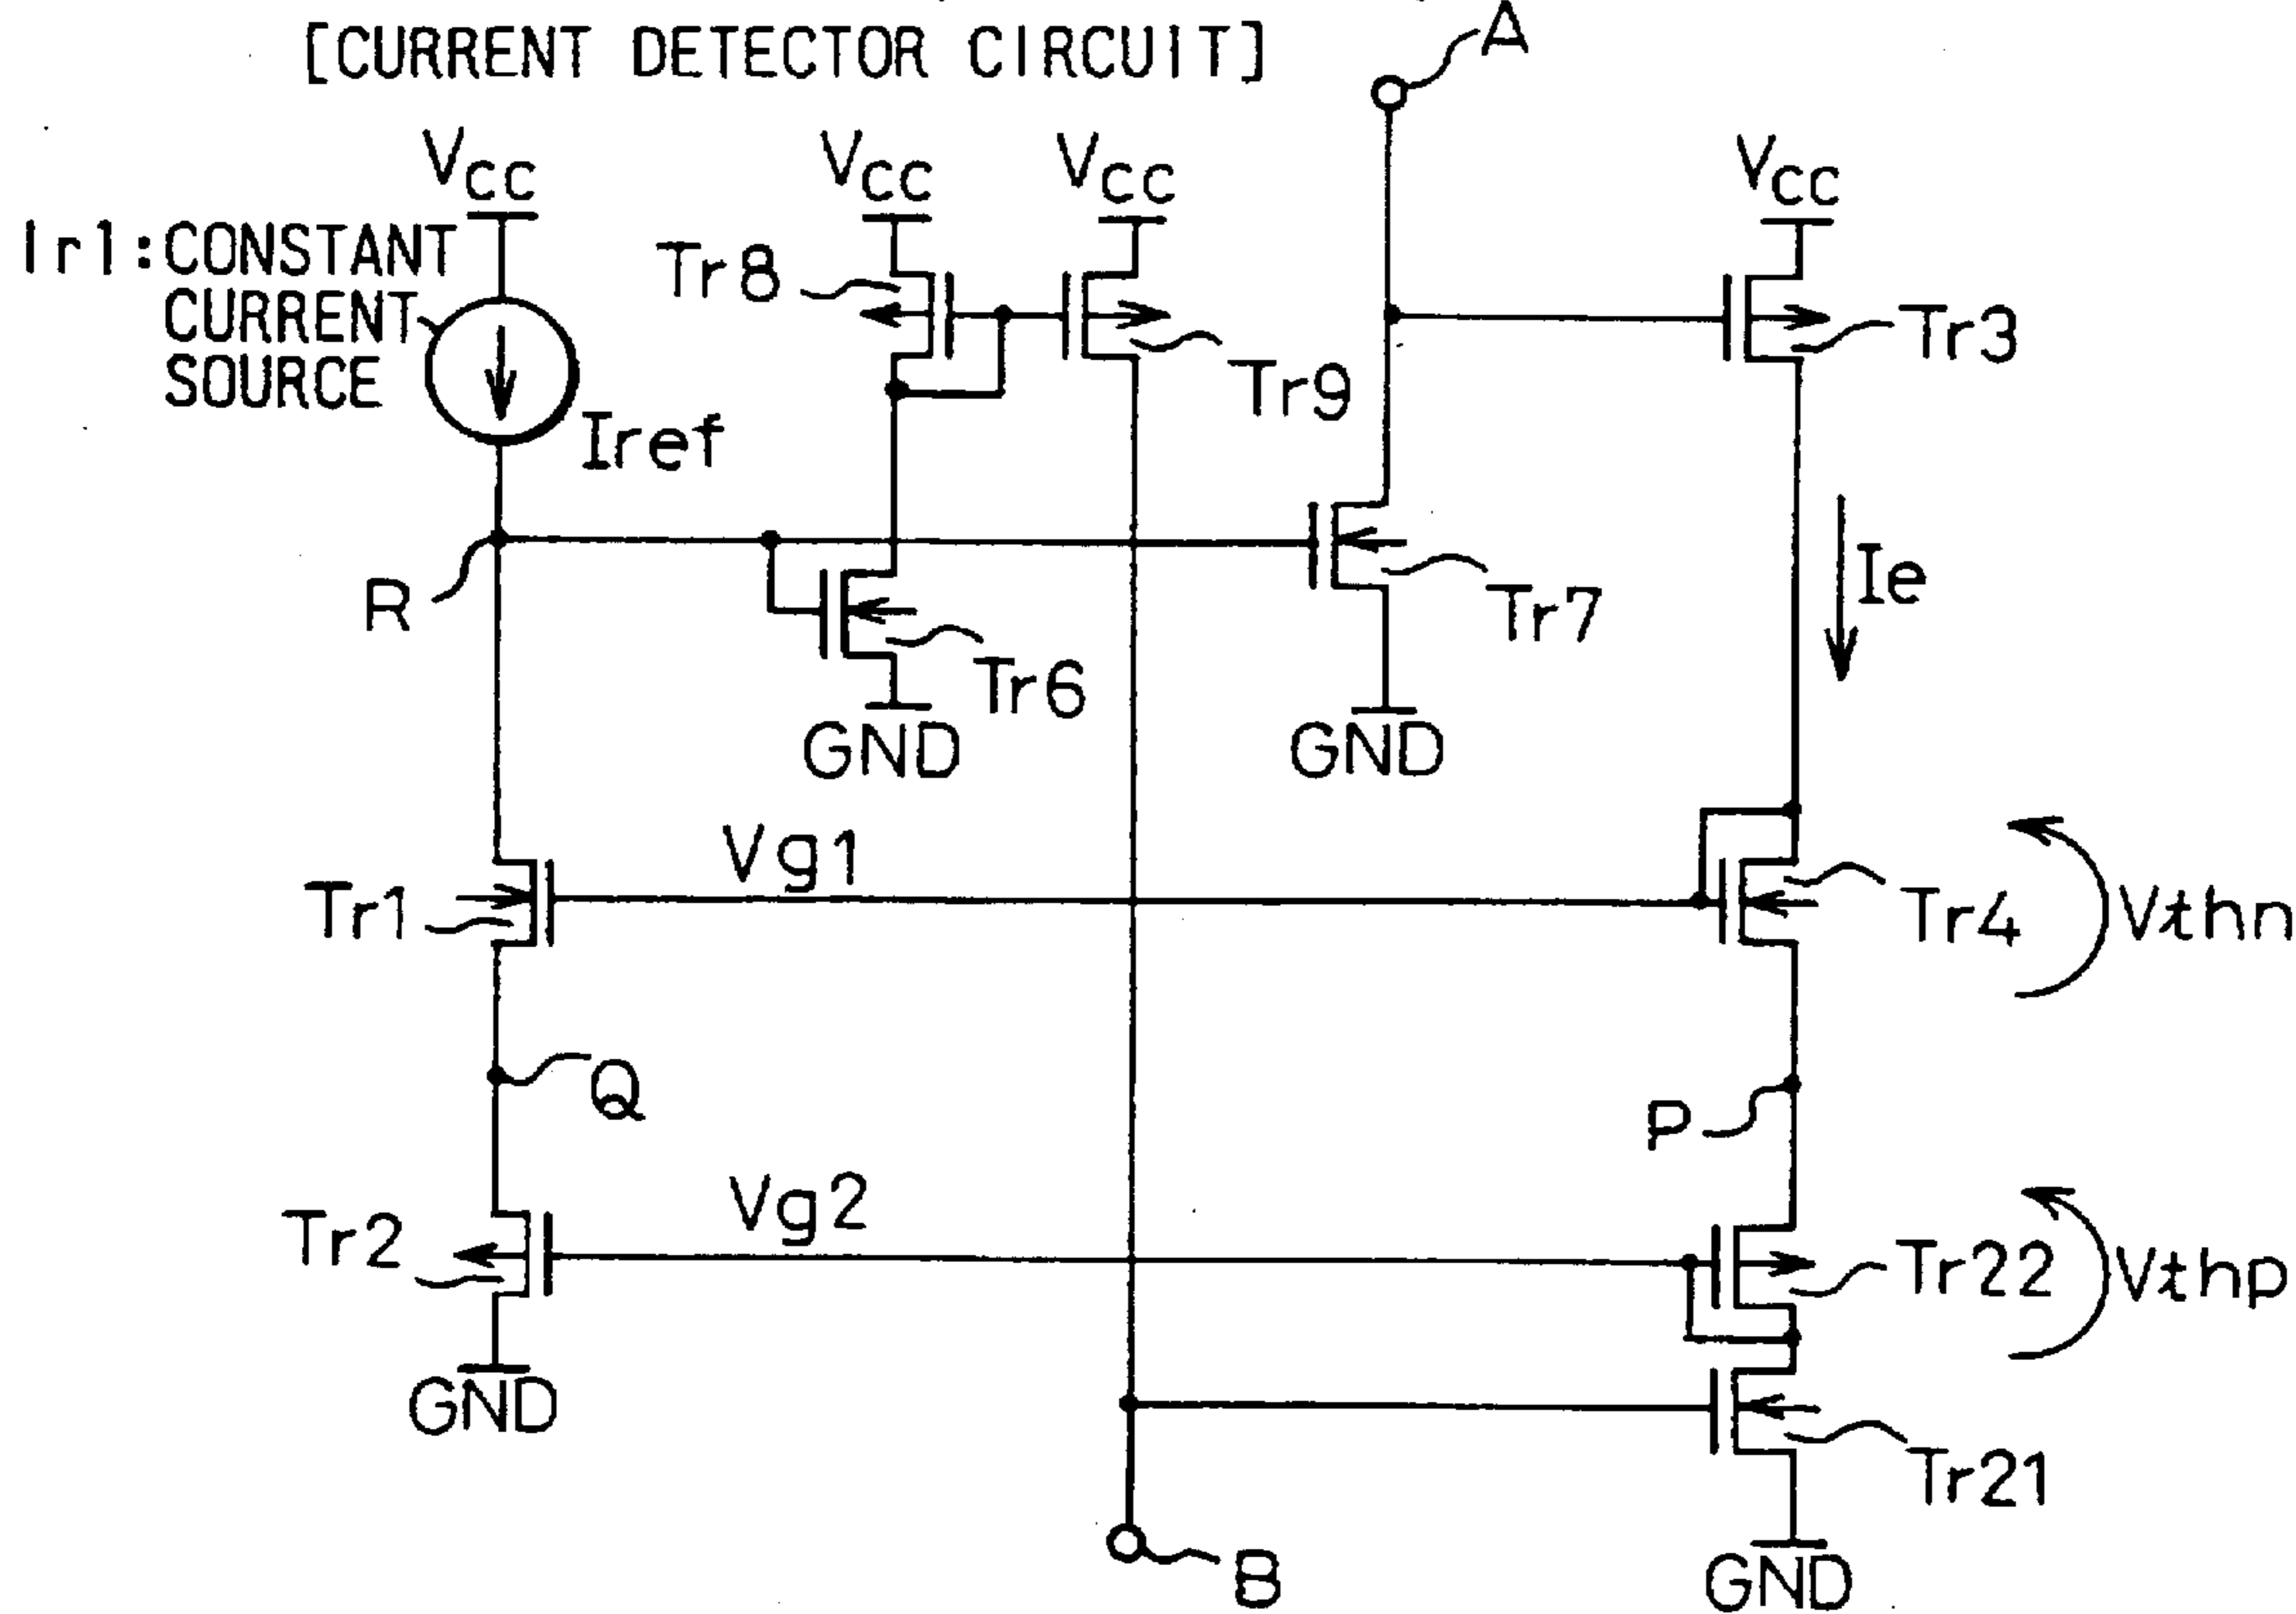 [CURRENT DETECTOR CIRCUIT]
A
Vcc
Vcc
Vcc
Vcc
Ir1:CONSTANT
CURRENT
SOURCE
Tr8
Tr9
Tr3
Iref
R
Tr6
Tr7
Ie
GND
GND
Vg1
Tr1
Tr4
Vthn
Q
P
Vg2
Tr2
Tr22
Vthp
GND
Tr21
B
GND